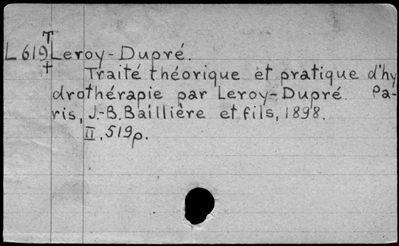 T
L619 Leroy-Dupré.
+
Traité théorique et pratique d'hy
drothérapie par Leroy-Dupré Pa-
ris, J.-B. Baillière et fils, 1898.
II, 519p.